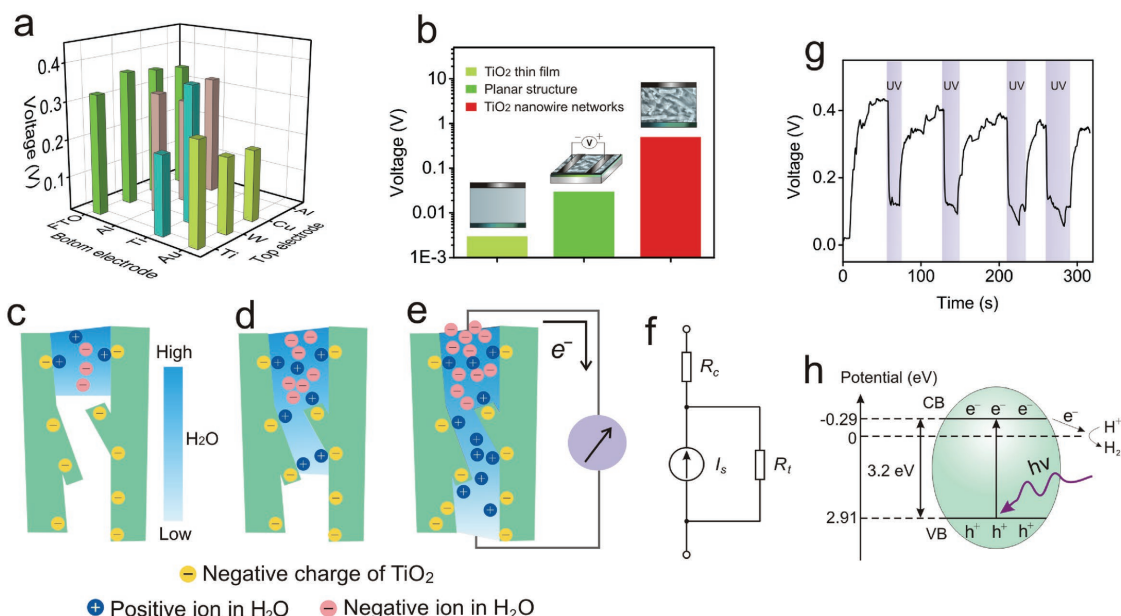 a
0.4
0.3
0.2
0.1
Voltage (V)
FTO
Al
Ti
Au
Botom electrode
Ti
W
Cu
Al
Top electrode
b
10
1
0.1
0.01
1E-3
Voltage (V)
TiO2 thin film
Planar structure
TiO2 nanowire networks
− V +
g
0.4
0.2
0.0
Voltage (V)
UV UV UV UV
0 100 200 300
Time (s)
c
High
H2O
Low
d
e
e−
f
Rc
Is
Rt
h
Potential (eV)
CB
-0.29
0
3.2 eV
2.91
VB
e− e− e−
e−
H+
H2
hν
h+ h+ h+
− Negative charge of TiO2
+ Positive ion in H2O − Negative ion in H2O